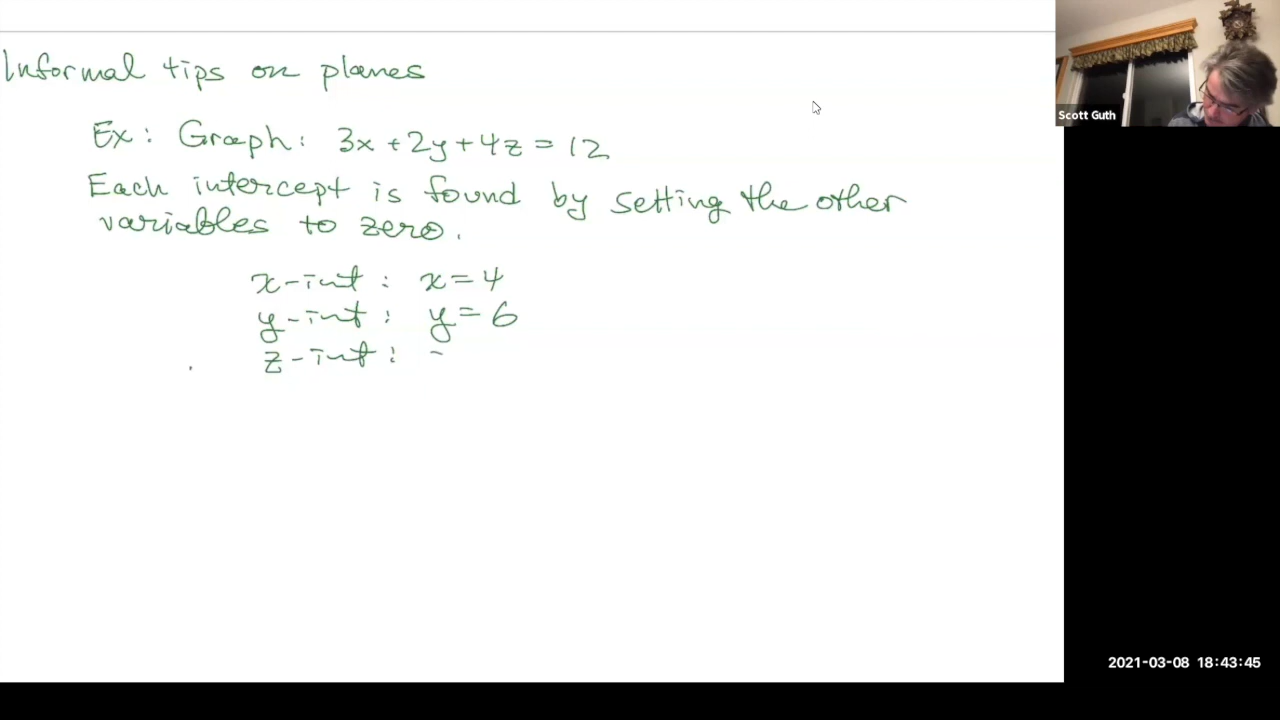 Informal tips on planes
Ex: Graph: 3x + 2y + 4z = 12
Each intercept is found by setting the other
variables to zero.
x-int : x = 4
y-int : y = 6
z-int :
Scott Guth
2021-03-08 18:43:45